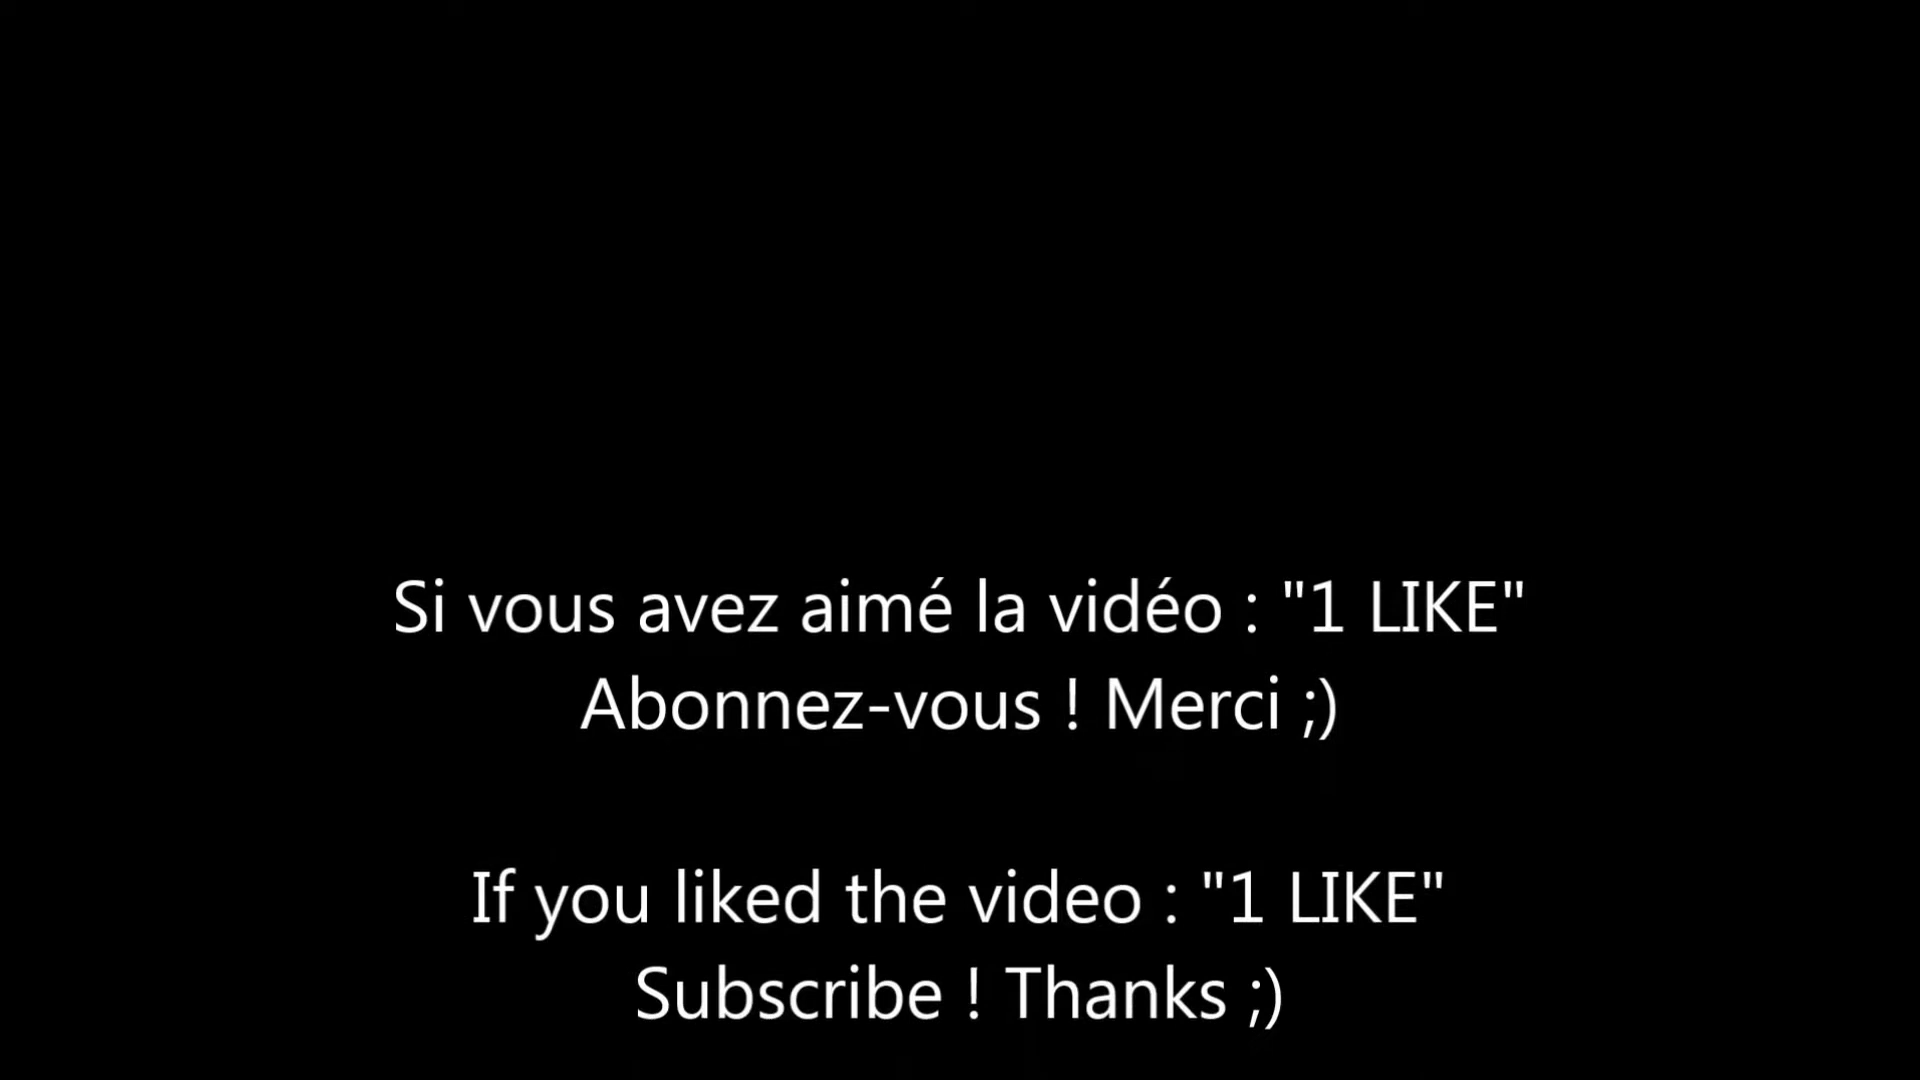 Si vous avez aimé la vidéo : "1 LIKE"
Abonnez-vous ! Merci ;)
If you liked the video : "1 LIKE"
Subscribe ! Thanks ;)